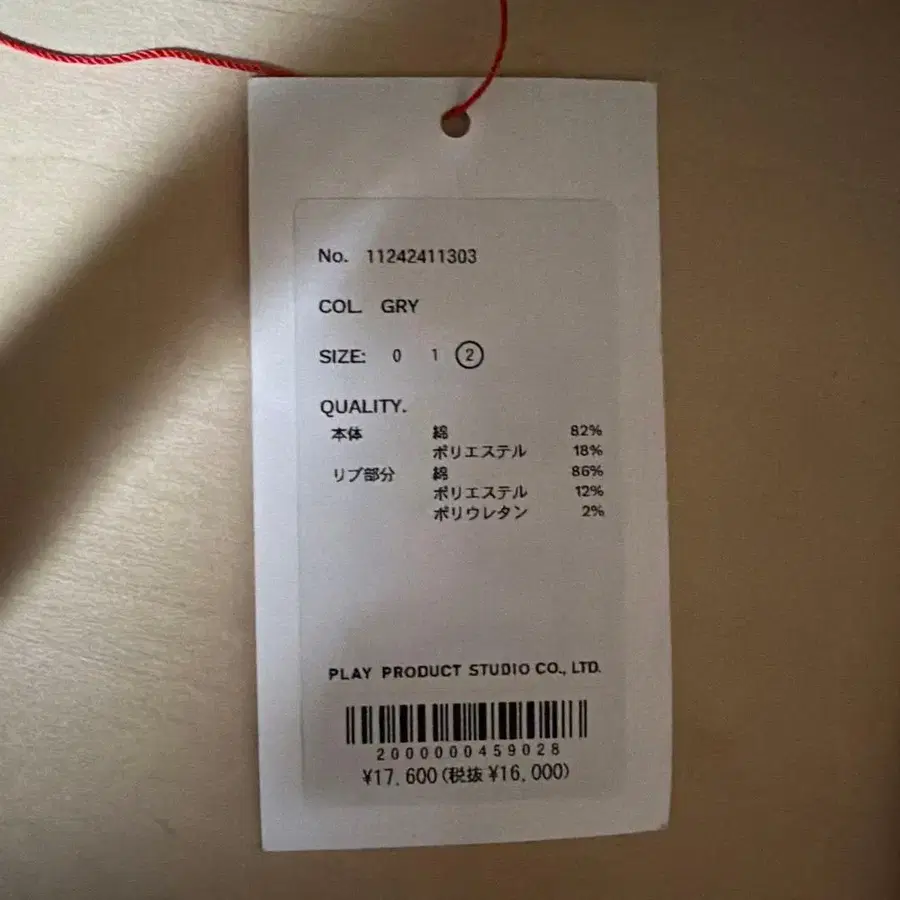 No. 11242411303
COL. GRY
SIZE: 0 1 2
QUALITY.
本体 綿 82%
ポリエステル 18%
リブ部分 綿 86%
ポリエステル 12%
ポリウレタン 2%
PLAY PRODUCT STUDIO CO., LTD.
2000000459028
¥17,600(税抜¥16,000)